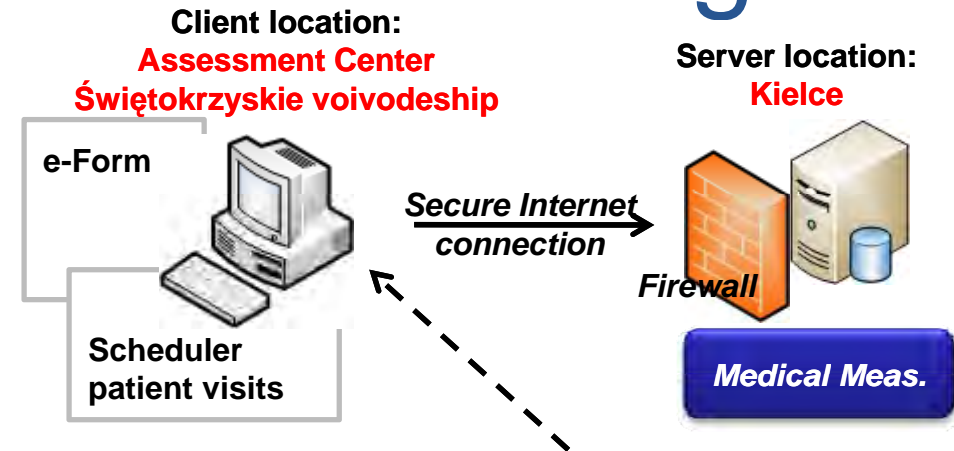 Client location:
Assessment Center
Świętokrzyskie voivodeship
Server location:
Kielce
e-Form
Secure Internet
connection
Firewall
Scheduler
patient visits
Medical Meas.